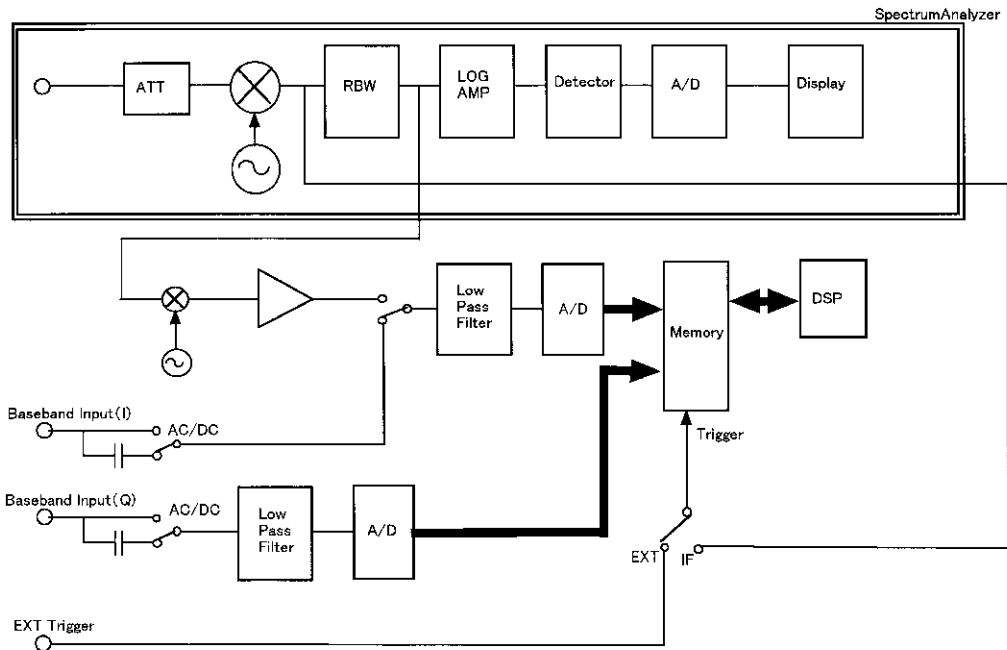 SpectrumAnalyzer
ATT
RBW
LOG
AMP
Detector
A/D
Display
Low
Pass
Filter
A/D
Memory
DSP
Baseband Input(I)
AC/DC
Trigger
Baseband Input(Q)
AC/DC
Low
Pass
Filter
A/D
EXT
IF
EXT Trigger